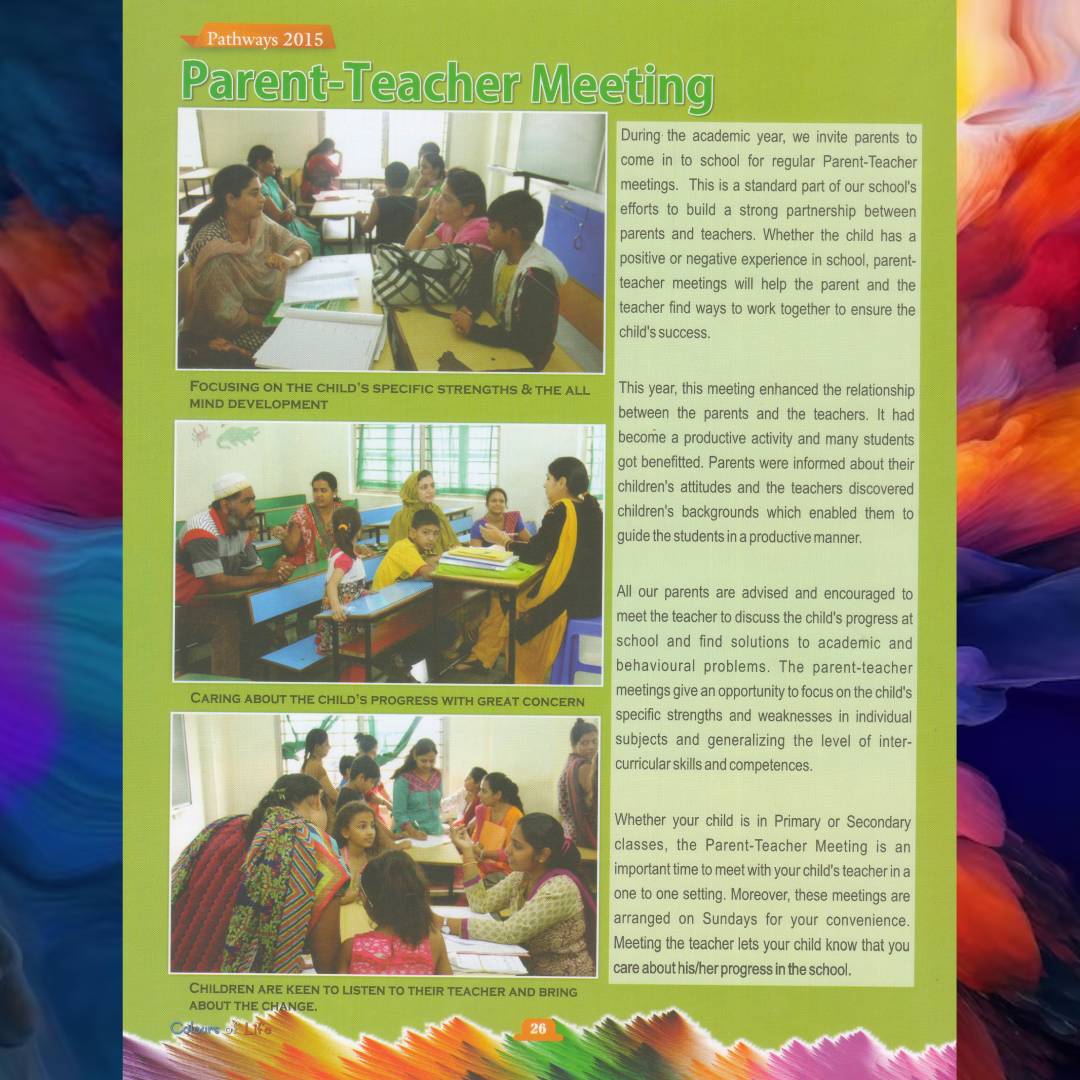 Pathways 2015
Parent-Teacher Meeting
FOCUSING ON THE CHILD'S SPECIFIC STRENGTHS & THE ALL
MIND DEVELOPMENT
CARING ABOUT THE CHILD'S PROGRESS WITH GREAT CONCERN
CHILDREN ARE KEEN TO LISTEN TO THEIR TEACHER AND BRING
ABOUT THE CHANGE.
During the academic year, we invite parents to
come in to school for regular Parent-Teacher
meetings. This is a standard part of our school's
efforts to build a strong partnership between
parents and teachers. Whether the child has a
positive or negative experience in school, parent-
teacher meetings will help the parent and the
teacher find ways to work together to ensure the
child's success.
This year, this meeting enhanced the relationship
between the parents and the teachers. It had
become a productive activity and many students
got benefitted. Parents were informed about their
children's attitudes and the teachers discovered
children's backgrounds which enabled them to
guide the students in a productive manner.
All our parents are advised and encouraged to
meet the teacher to discuss the child's progress at
school and find solutions to academic and
behavioural problems. The parent-teacher
meetings give an opportunity to focus on the child's
specific strengths and weaknesses in individual
subjects and generalizing the level of inter-
curricular skills and competences.
Whether your child is in Primary or Secondary
classes, the Parent-Teacher Meeting is an
important time to meet with your child's teacher in a
one to one setting. Moreover, these meetings are
arranged on Sundays for your convenience.
Meeting the teacher lets your child know that you
care about his/her progress in the school.
Colours of Life
26